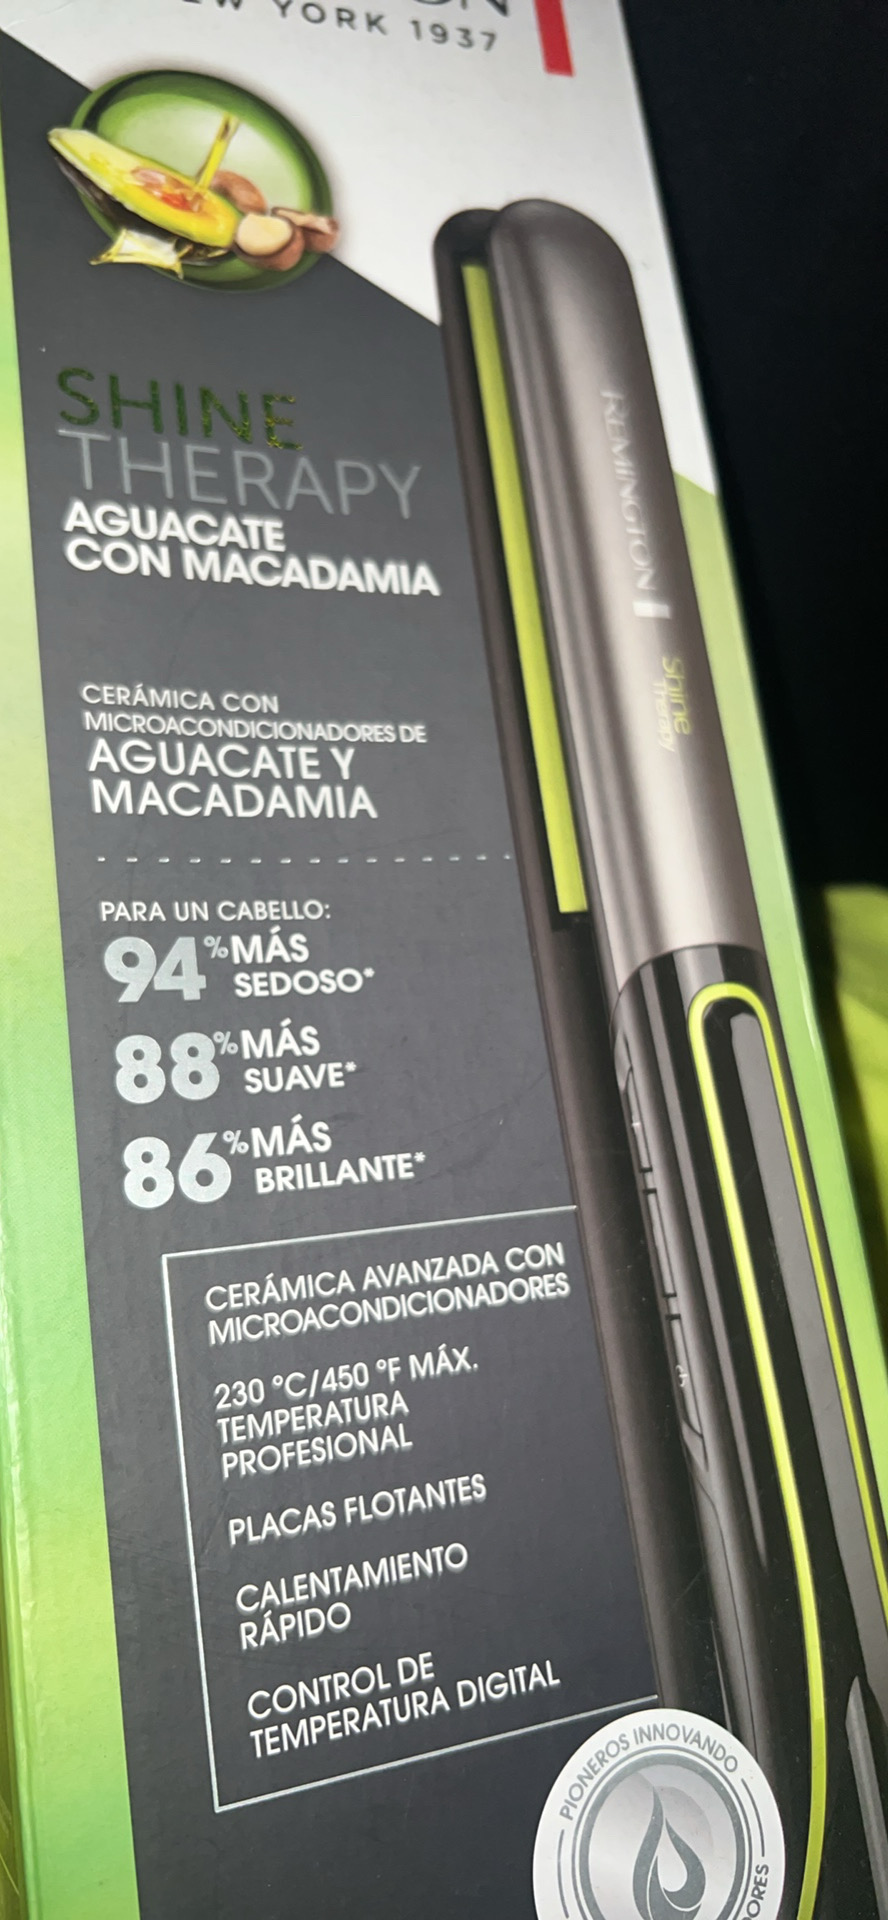 YORK 1937
SHINE
THERAPY
AGUACATE
CON MACADAMIA
CERÁMICA CON
MICROACONDICIONADORES DE
AGUACATE Y
MACADAMIA
PARA UN CABELLO:
94% MÁS
SEDOSO*
88% MÁS
SUAVE*
86% MÁS
BRILLANTE*
CERÁMICA AVANZADA CON
MICROACONDICIONADORES
230 °C/450 °F MÁX.
TEMPERATURA
PROFESIONAL
PLACAS FLOTANTES
CALENTAMIENTO
RÁPIDO
CONTROL DE
TEMPERATURA DIGITAL
REMINGTON
Shine
Therapy
PIONEROS INNOVANDO